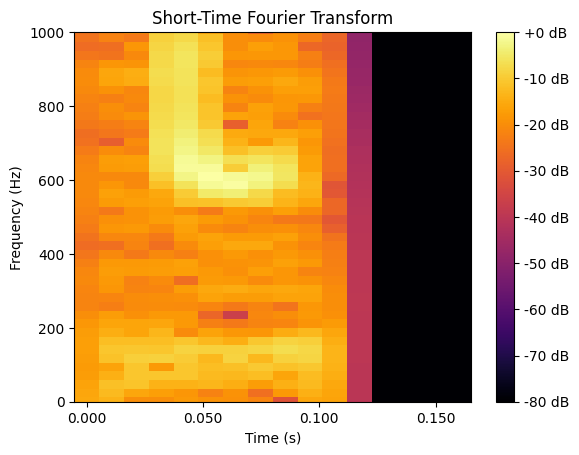 Short-Time Fourier Transform
Frequency (Hz)
1000
800
600
400
200
0
0.000
0.050
0.100
0.150
Time (s)
+0 dB
-10 dB
-20 dB
-30 dB
-40 dB
-50 dB
-60 dB
-70 dB
-80 dB